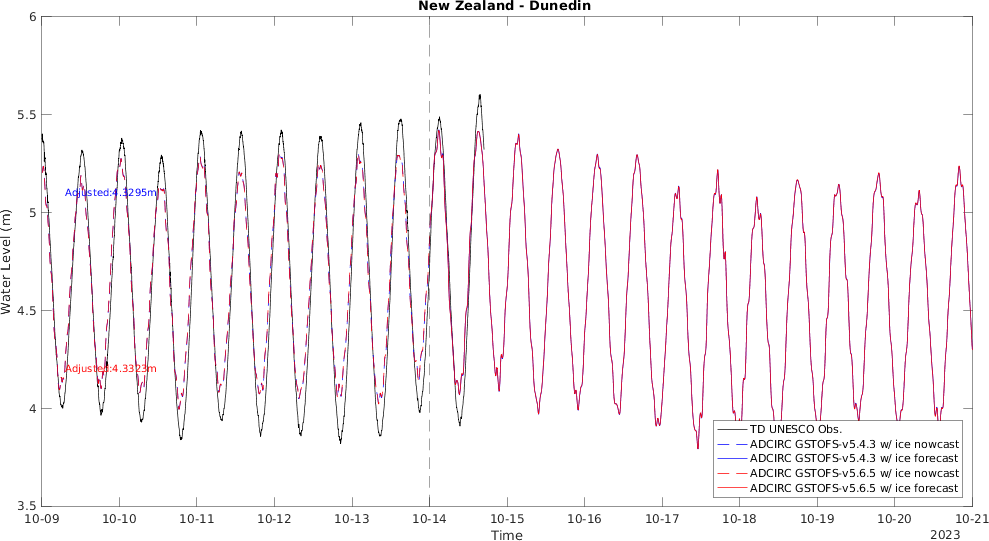 New Zealand - Dunedin
6
5.5
5
4.5
4
3.5
Water Level (m)
Adjusted:4.3295m
Adjusted:4.3323m
TD UNESCO Obs.
ADCIRC GSTOFS-v5.4.3 w/ ice nowcast
ADCIRC GSTOFS-v5.4.3 w/ ice forecast
ADCIRC GSTOFS-v5.6.5 w/ ice nowcast
ADCIRC GSTOFS-v5.6.5 w/ ice forecast
10-09 10-10 10-11 10-12 10-13 10-14 10-15 10-16 10-17 10-18 10-19 10-20 10-21
Time
2023